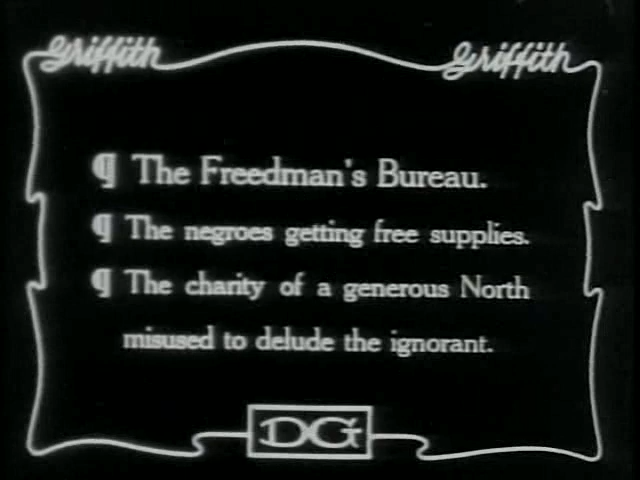 Griffith Griffith
¶ The Freedman's Bureau.
¶ The negroes getting free supplies.
¶ The charity of a generous North
misused to delude the ignorant.
DG